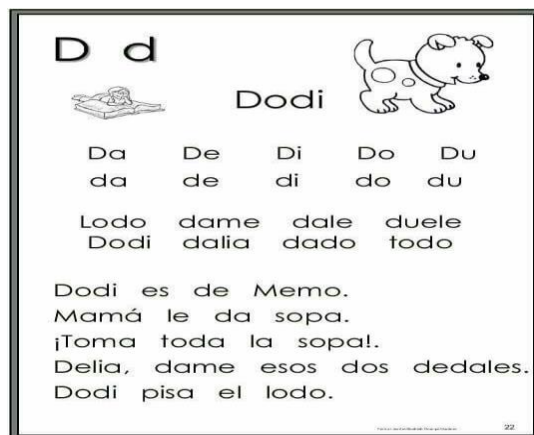 D d
Dodi
Da De Di Do Du
da de di do du
Lodo dame dale duele
Dodi dalia dado todo
Dodi es de Memo.
Mamá le da sopa.
¡Toma toda la sopa!.
Delia, dame esos dos dedales.
Dodi pisa el lodo.
22